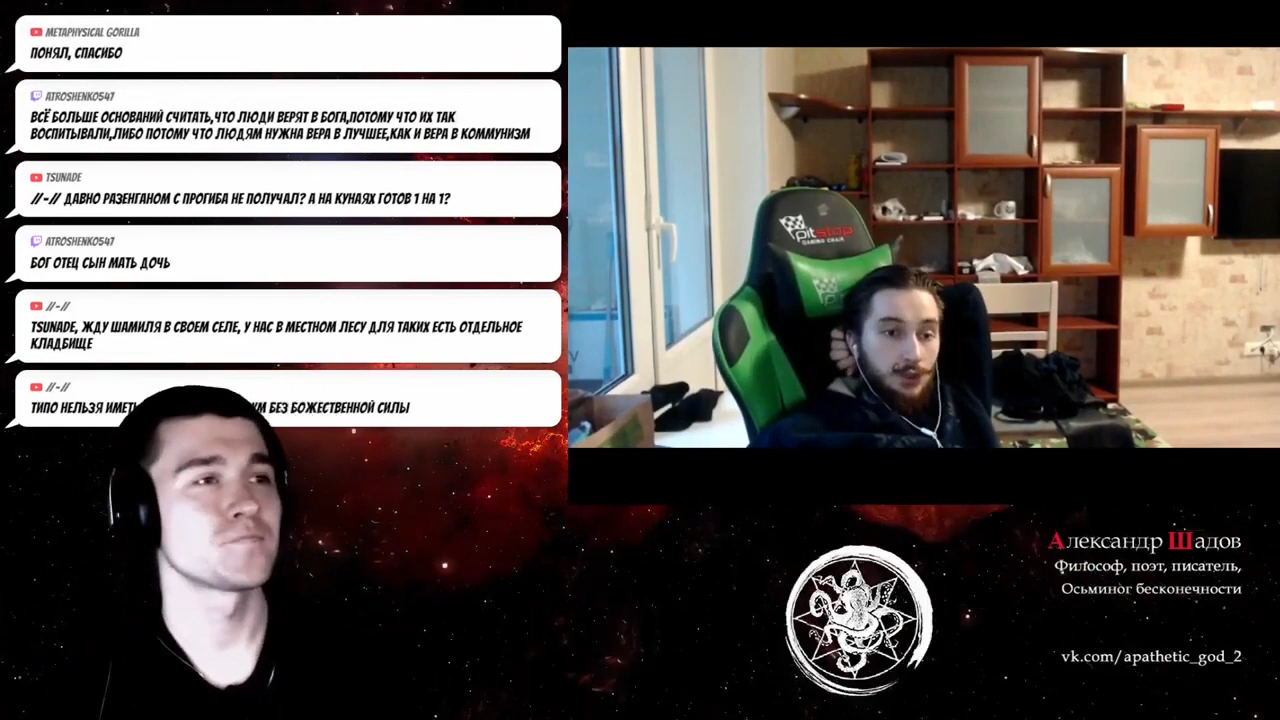 METAPHYSICAL GORILLA
ПОНЯЛ, СПАСИБО
ATROSHENKO547
ВСЁ БОЛЬШЕ ОСНОВАНИЙ СЧИТАТЬ,ЧТО ЛЮДИ ВЕРЯТ В БОГА,ПОТОМУ ЧТО ИХ ТАК
ВОСПИТЫВАЛИ,ЛИБО ПОТОМУ ЧТО ЛЮДЯМ НУЖНА ВЕРА В ЛУЧШЕЕ,КАК И ВЕРА В КОММУНИЗМ
TSUNADE
//-// ДАВНО РАЗЕНГАНОМ С ПРОГИБА НЕ ПОЛУЧАЛ? А НА КУНАЯХ ГОТОВ 1 НА 1?
ATROSHENKO547
БОГ ОТЕЦ СЫН МАТЬ ДОЧЬ
//-//
TSUNADE, ЖДУ ШАМИЛЯ В СВОЕМ СЕЛЕ, У НАС В МЕСТНОМ ЛЕСУ ДЛЯ ТАКИХ ЕСТЬ ОТДЕЛЬНОЕ
КЛАДБИЩЕ
//-//
ТИПО НЕЛЬЗЯ ИМЕТЬ БЕЗ БОЖЕСТВЕННОЙ СИЛЫ
pitstop
GAMING CHAIR
Александр Шадов
Философ, поэт, писатель,
Осьминог бесконечности
vk.com/apathetic_god_2